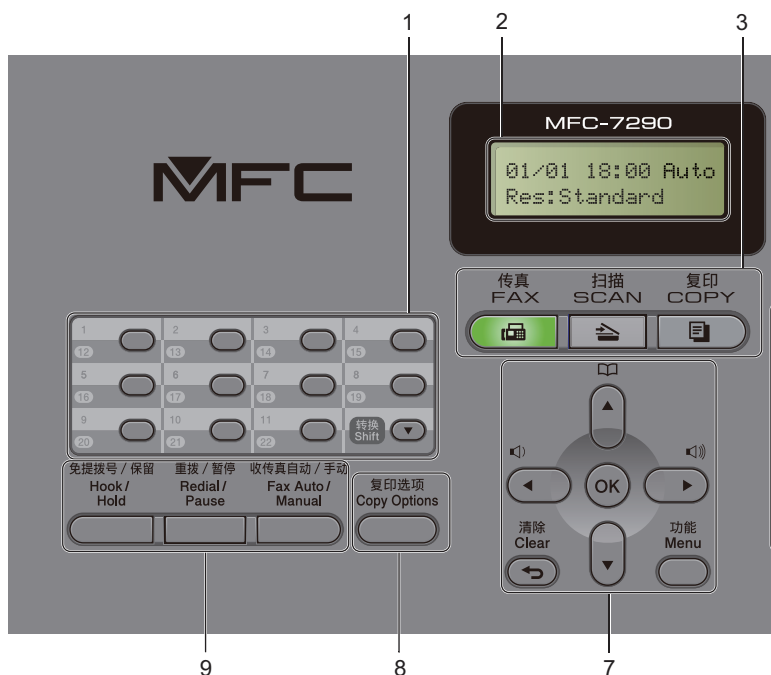 1
2
3
MFC-7290
MFC
01/01 18:00 Auto
Res:Standard
传真 扫描 复印
FAX SCAN COPY
1 2 3 4
12 13 14 15
5 6 7 8
16 17 18 19
9 10 11
20 21 22
转换
Shift
免提拨号 / 保留 重拨 / 暂停 收传真自动 / 手动
Hook / Redial / Fax Auto /
Hold Pause Manual
复印选项
Copy Options
OK
清除
Clear
功能
Menu
9
8
7